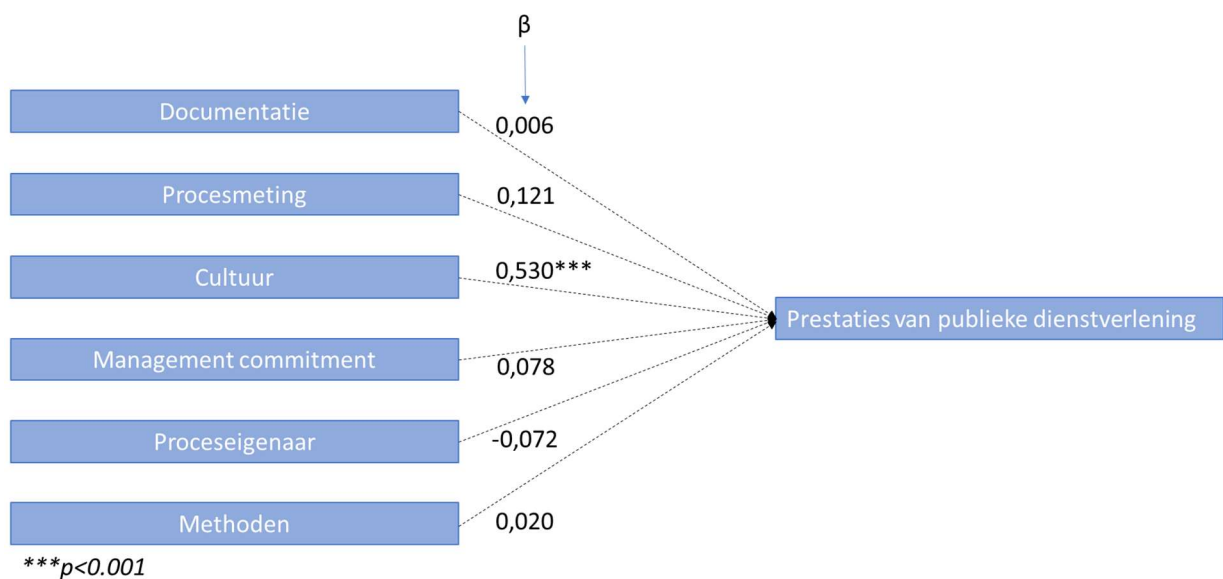 β
Documentatie
0,006
Procesmeting
0,121
Cultuur
0,530***
Prestaties van publieke dienstverlening
Management commitment
0,078
Proceseigenaar
-0,072
Methoden
0,020
***p<0.001